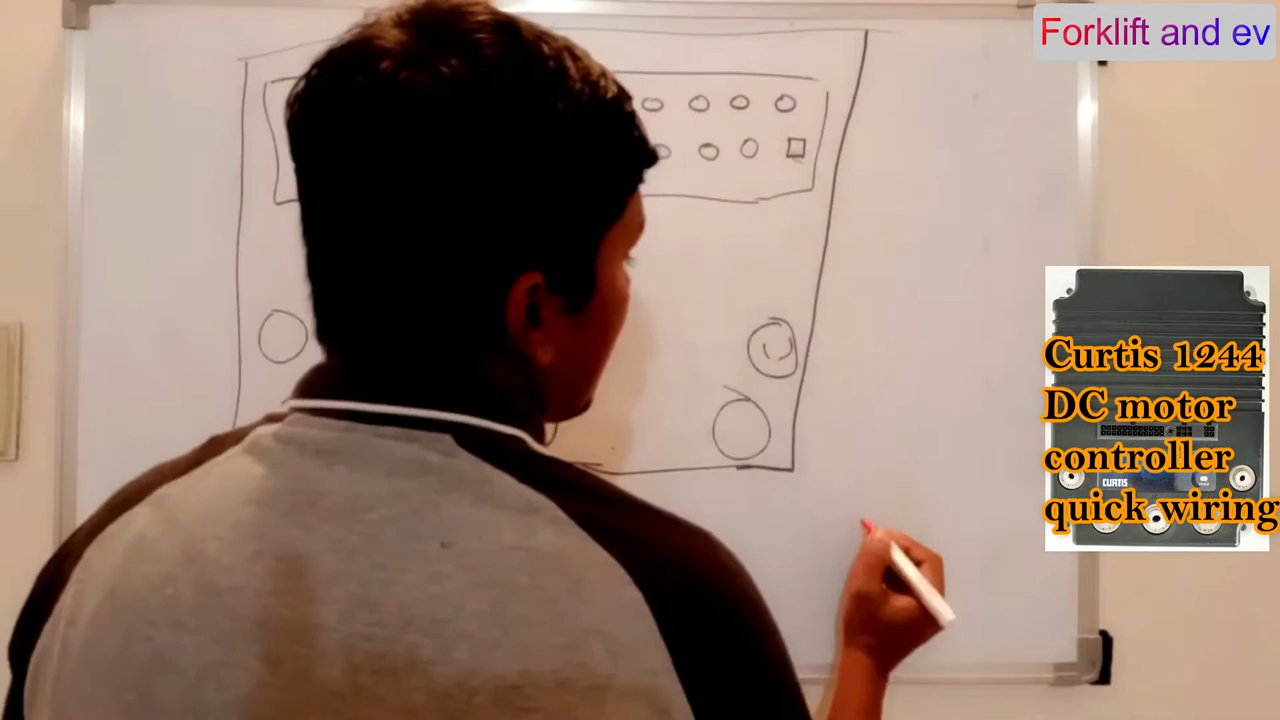 Forklift and ev
Curtis 1244
DC motor
controller
quick wiring
CURTIS